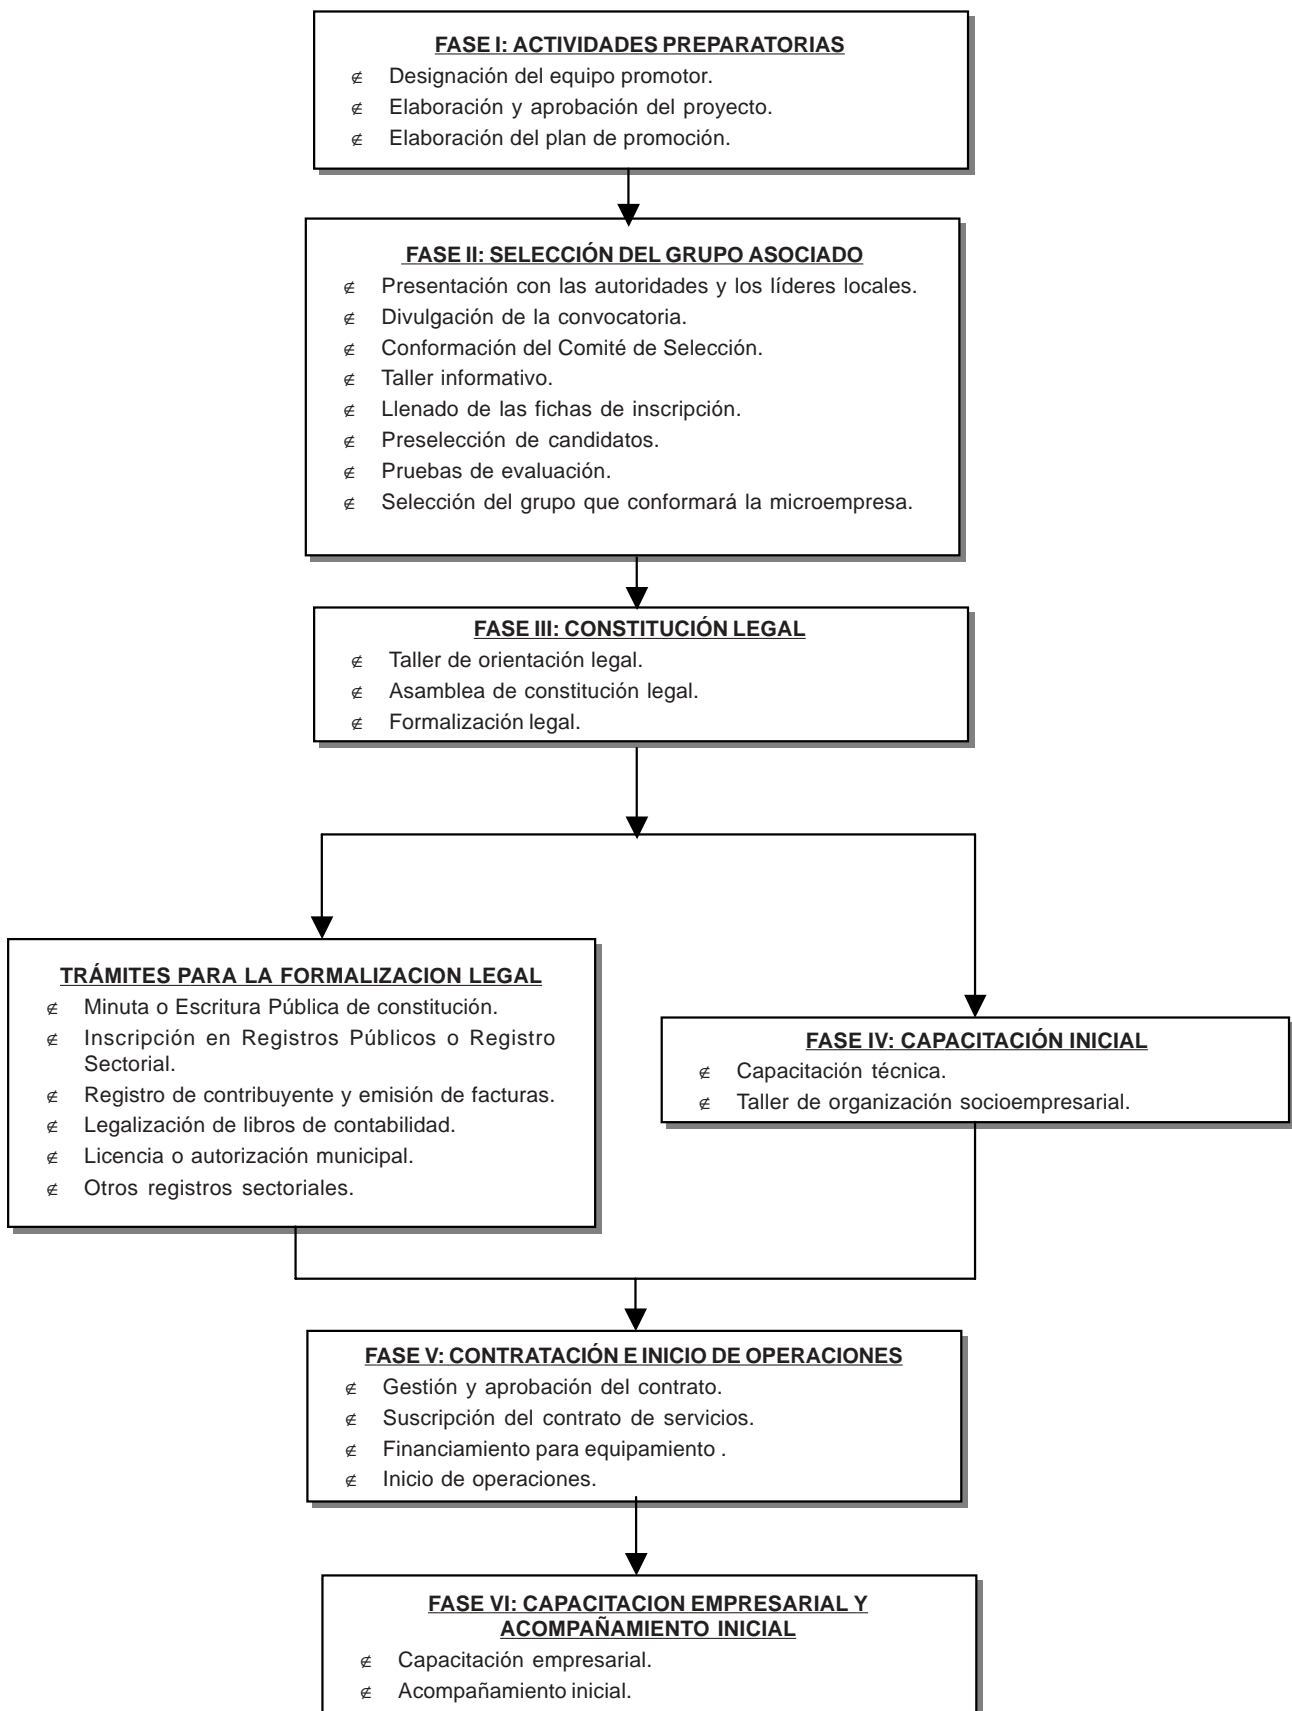 FASE I: ACTIVIDADES PREPARATORIAS
∉ Designación del equipo promotor.
∉ Elaboración y aprobación del proyecto.
∉ Elaboración del plan de promoción.
FASE II: SELECCIÓN DEL GRUPO ASOCIADO
∉ Presentación con las autoridades y los líderes locales.
∉ Divulgación de la convocatoria.
∉ Conformación del Comité de Selección.
∉ Taller informativo.
∉ Llenado de las fichas de inscripción.
∉ Preselección de candidatos.
∉ Pruebas de evaluación.
∉ Selección del grupo que conformará la microempresa.
FASE III: CONSTITUCIÓN LEGAL
∉ Taller de orientación legal.
∉ Asamblea de constitución legal.
∉ Formalización legal.
TRÁMITES PARA LA FORMALIZACION LEGAL
∉ Minuta o Escritura Pública de constitución.
∉ Inscripción en Registros Públicos o Registro
Sectorial.
∉ Registro de contribuyente y emisión de facturas.
∉ Legalización de libros de contabilidad.
∉ Licencia o autorización municipal.
∉ Otros registros sectoriales.
FASE IV: CAPACITACIÓN INICIAL
∉ Capacitación técnica.
∉ Taller de organización socioempresarial.
FASE V: CONTRATACIÓN E INICIO DE OPERACIONES
∉ Gestión y aprobación del contrato.
∉ Suscripción del contrato de servicios.
∉ Financiamiento para equipamiento .
∉ Inicio de operaciones.
FASE VI: CAPACITACION EMPRESARIAL Y
ACOMPAÑAMIENTO INICIAL
∉ Capacitación empresarial.
∉ Acompañamiento inicial.